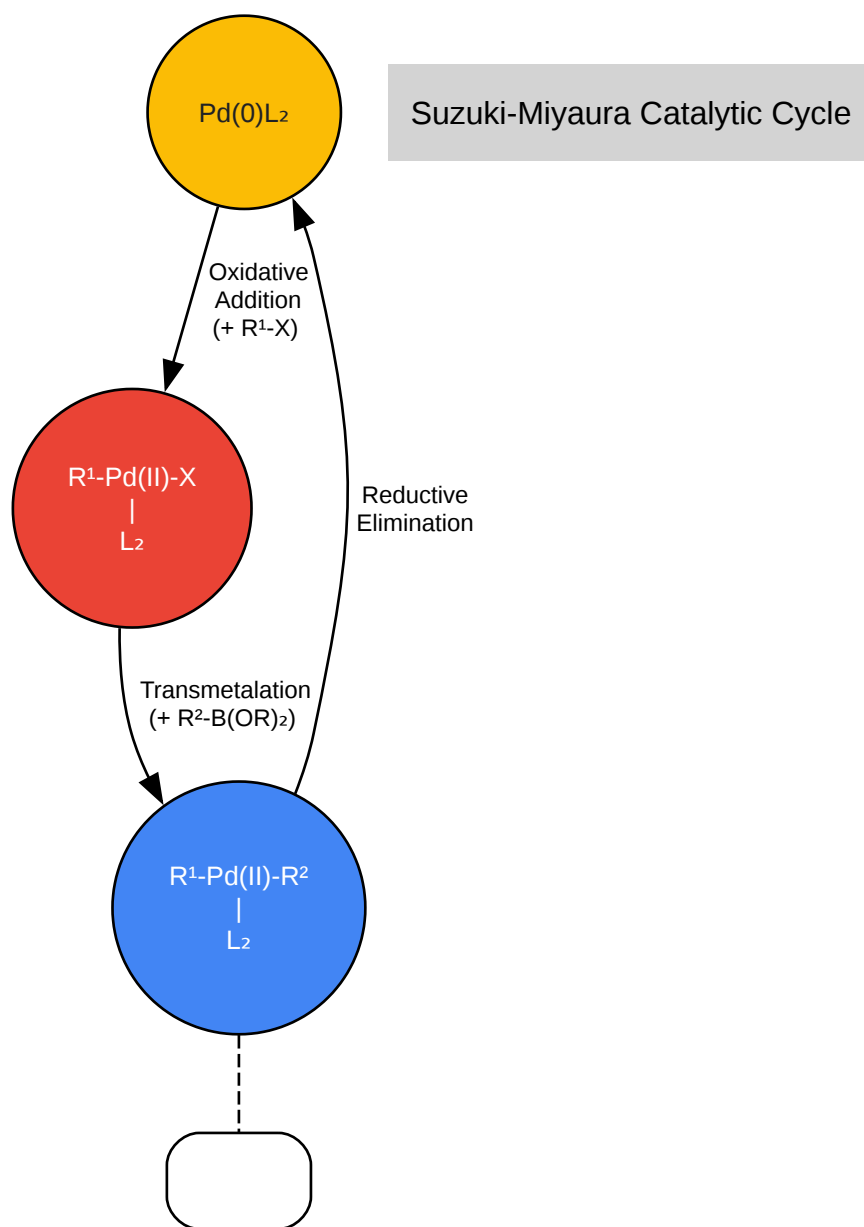 Pd(0)L₂
Suzuki-Miyaura Catalytic Cycle
Oxidative
Addition
(+ R¹-X)
R¹-Pd(II)-X
|
L₂
Reductive
Elimination
Transmetalation
(+ R²-B(OR)₂)
R¹-Pd(II)-R²
|
L₂